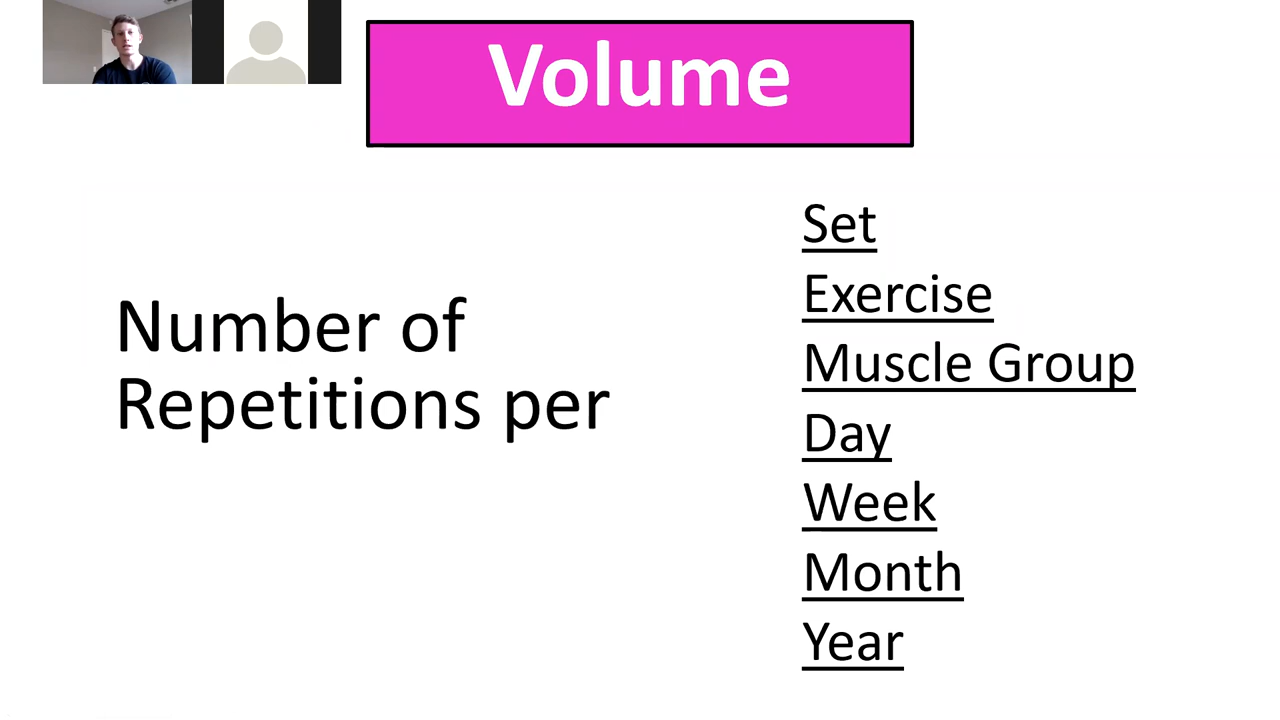 Volume
Number of
Repetitions per
Set
Exercise
Muscle Group
Day
Week
Month
Year